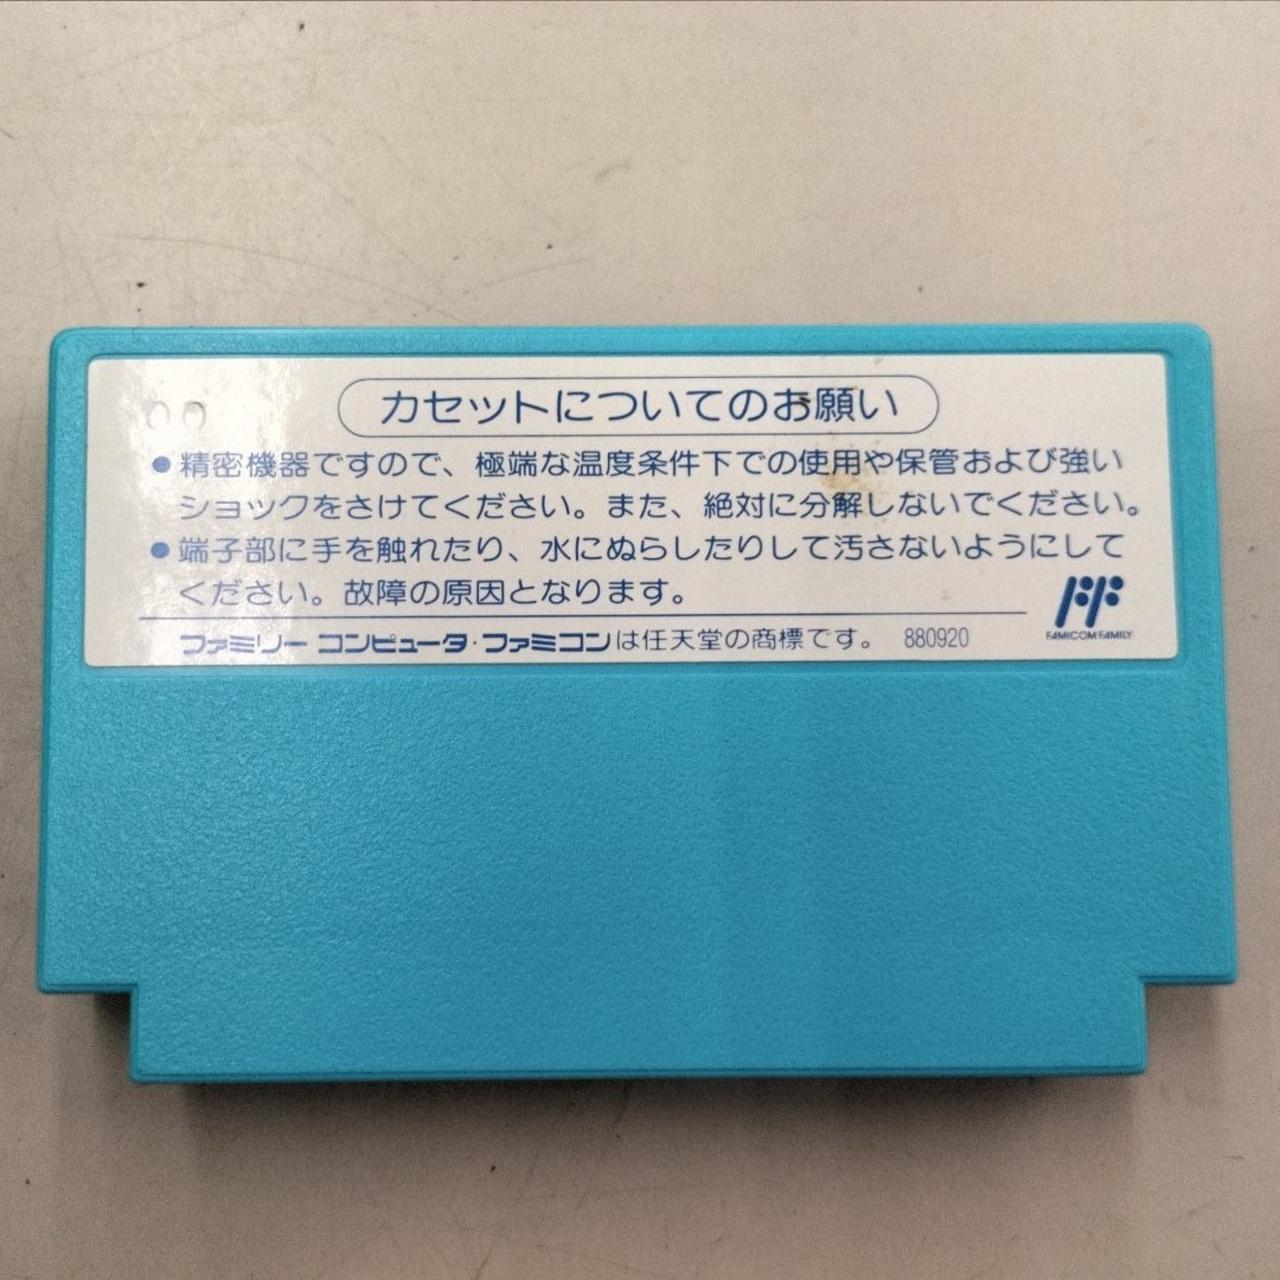 カセットについてのお願い
●精密機器ですので、極端な温度条件下での使用や保管および強い
ショックをさけてください。また、絶対に分解しないでください。
●端子部に手を触れたり、水にぬらしたりして汚さないようにして
ください。故障の原因となります。
ファミリー コンピュータ・ファミコンは任天堂の商標です。 880920
FAMICOM FAMILY